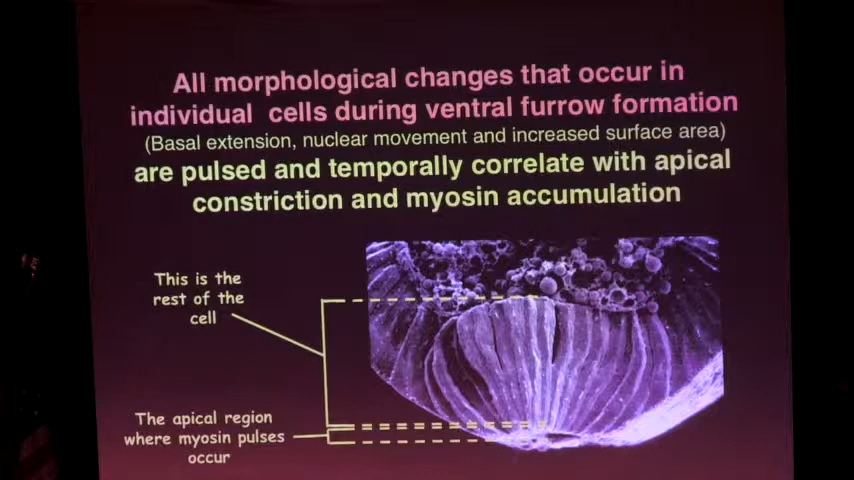 All morphological changes that occur in
individual cells during ventral furrow formation
(Basal extension, nuclear movement and increased surface area)
are pulsed and temporally correlate with apical
constriction and myosin accumulation
This is the
rest of the
cell
The apical region
where myosin pulses
occur